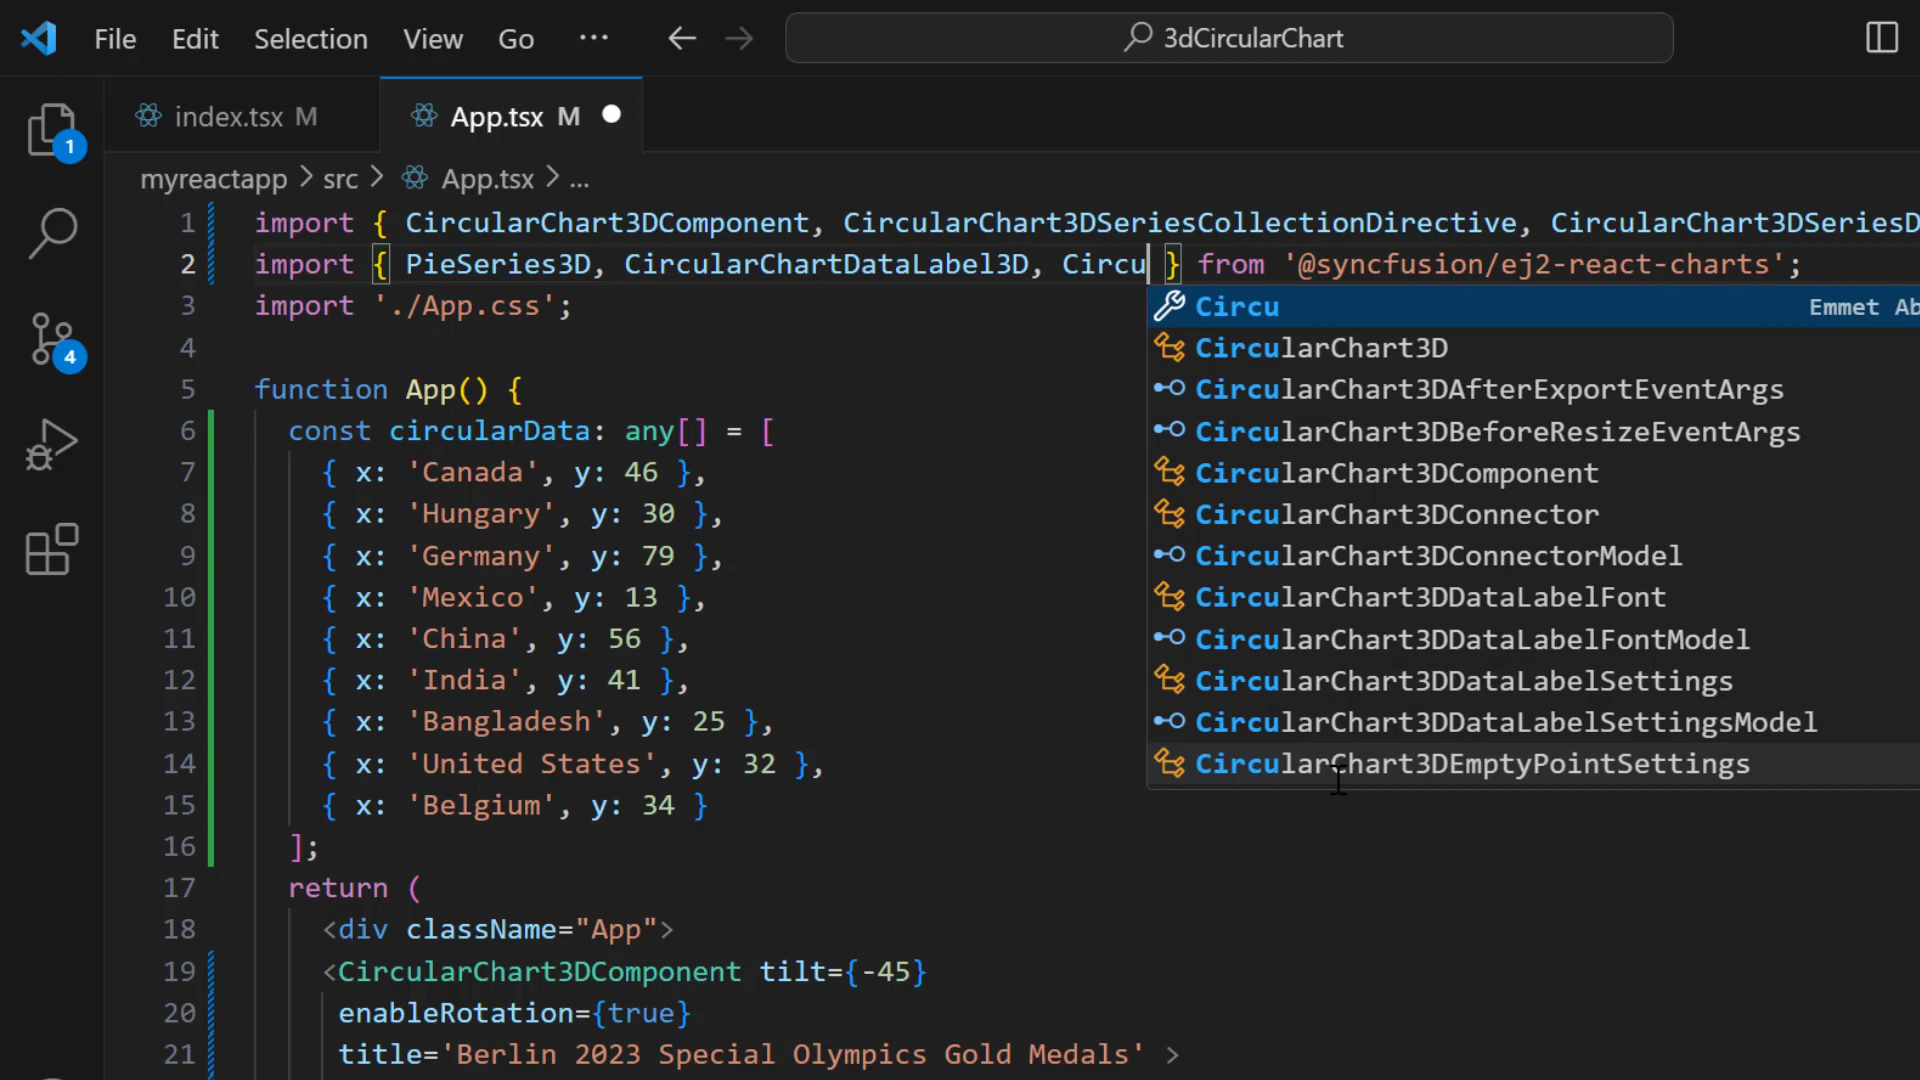 File Edit Selection View Go ··· 3dCircularChart
index.tsx M App.tsx M
myreactapp > src > App.tsx > ...
1
1 import { CircularChart3DComponent, CircularChart3DSeriesCollectionDirective, CircularChart3DSeriesD
2 import { PieSeries3D, CircularChartDataLabel3D, Circu } from '@syncfusion/ej2-react-charts';
3 import './App.css';
4
5 function App() {
6 const circularData: any[] = [
7 { x: 'Canada', y: 46 },
8 { x: 'Hungary', y: 30 },
9 { x: 'Germany', y: 79 },
10 { x: 'Mexico', y: 13 },
11 { x: 'China', y: 56 },
12 { x: 'India', y: 41 },
13 { x: 'Bangladesh', y: 25 },
14 { x: 'United States', y: 32 },
15 { x: 'Belgium', y: 34 }
16 ];
17 return (
18 <div className="App">
19 <CircularChart3DComponent tilt={-45}
20 enableRotation={true}
21 title='Berlin 2023 Special Olympics Gold Medals' >
4
Circu Emmet Ab
CircularChart3D
CircularChart3DAfterExportEventArgs
CircularChart3DBeforeResizeEventArgs
CircularChart3DComponent
CircularChart3DConnector
CircularChart3DConnectorModel
CircularChart3DDataLabelFont
CircularChart3DDataLabelFontModel
CircularChart3DDataLabelSettings
CircularChart3DDataLabelSettingsModel
CircularChart3DEmptyPointSettings